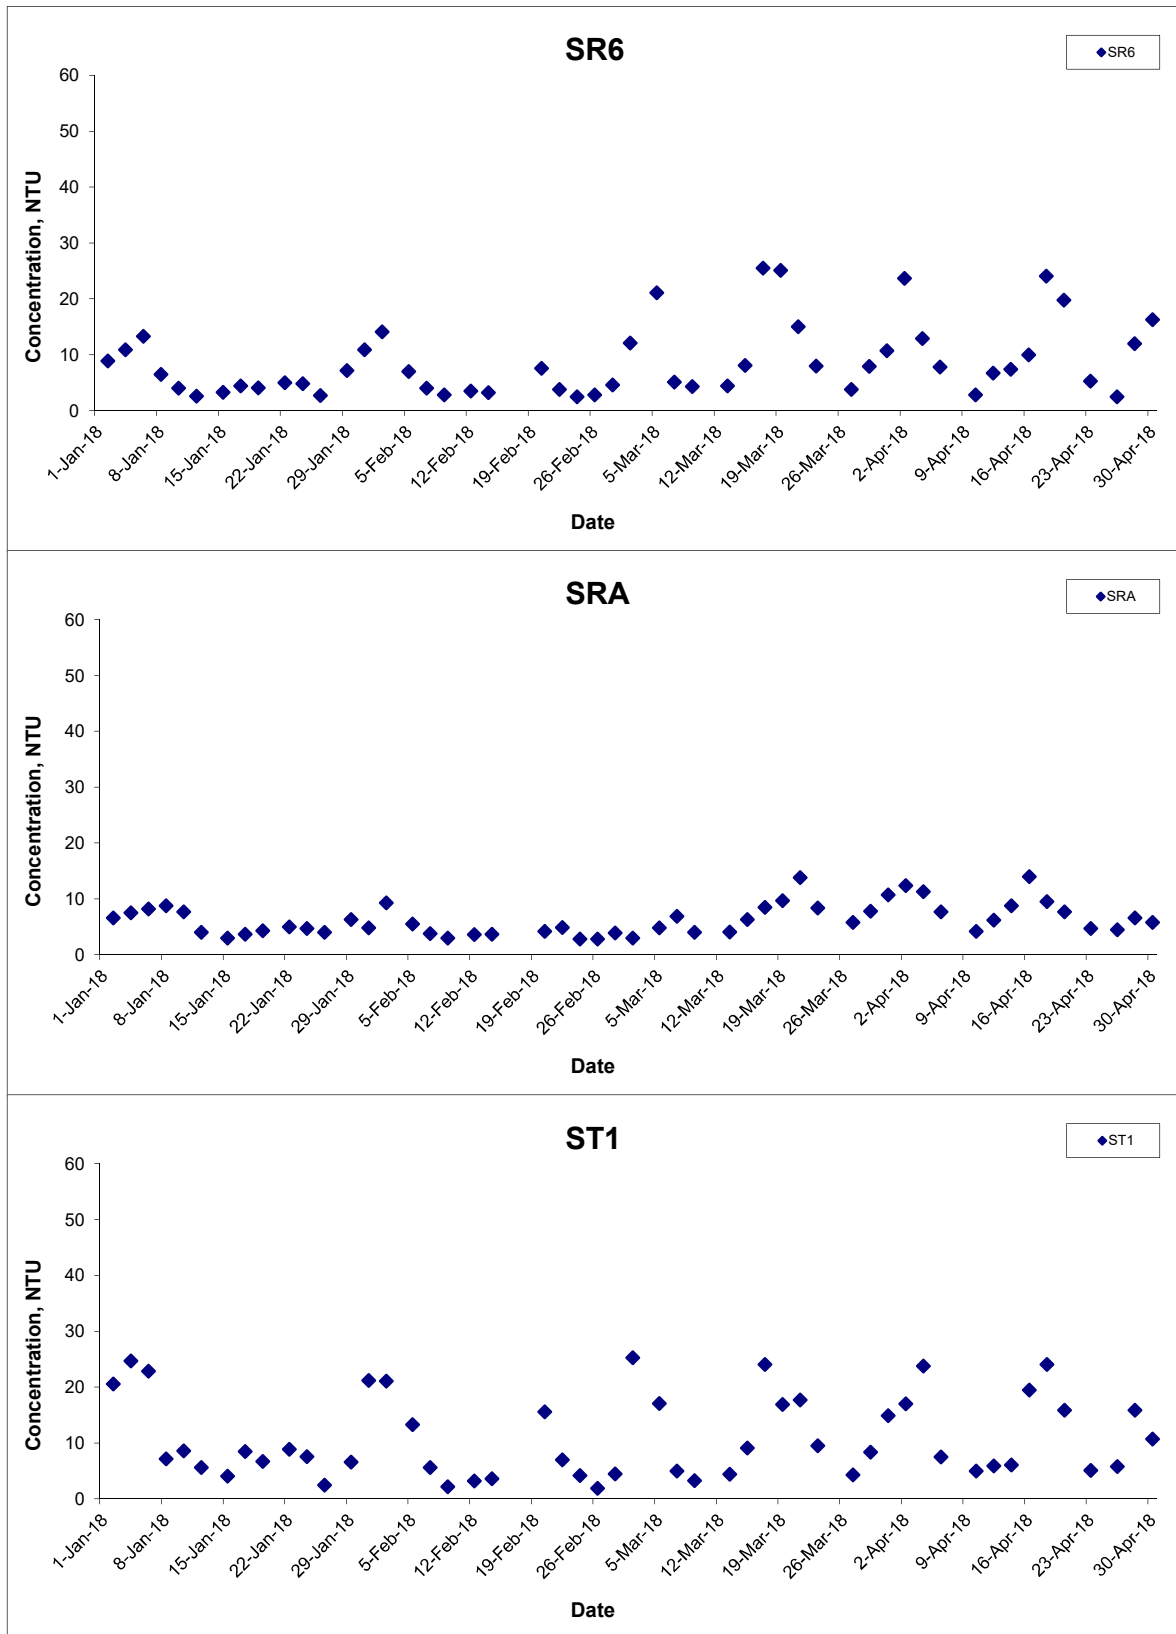 SR6
SR6
60
50
40
30
20
10
0
Concentration, NTU
1-Jan-18
8-Jan-18
15-Jan-18
22-Jan-18
29-Jan-18
5-Feb-18
12-Feb-18
19-Feb-18
26-Feb-18
5-Mar-18
12-Mar-18
19-Mar-18
26-Mar-18
2-Apr-18
9-Apr-18
16-Apr-18
23-Apr-18
30-Apr-18
Date
SRA
SRA
60
50
40
30
20
10
0
Concentration, NTU
1-Jan-18
8-Jan-18
15-Jan-18
22-Jan-18
29-Jan-18
5-Feb-18
12-Feb-18
19-Feb-18
26-Feb-18
5-Mar-18
12-Mar-18
19-Mar-18
26-Mar-18
2-Apr-18
9-Apr-18
16-Apr-18
23-Apr-18
30-Apr-18
Date
ST1
ST1
60
50
40
30
20
10
0
Concentration, NTU
1-Jan-18
8-Jan-18
15-Jan-18
22-Jan-18
29-Jan-18
5-Feb-18
12-Feb-18
19-Feb-18
26-Feb-18
5-Mar-18
12-Mar-18
19-Mar-18
26-Mar-18
2-Apr-18
9-Apr-18
16-Apr-18
23-Apr-18
30-Apr-18
Date